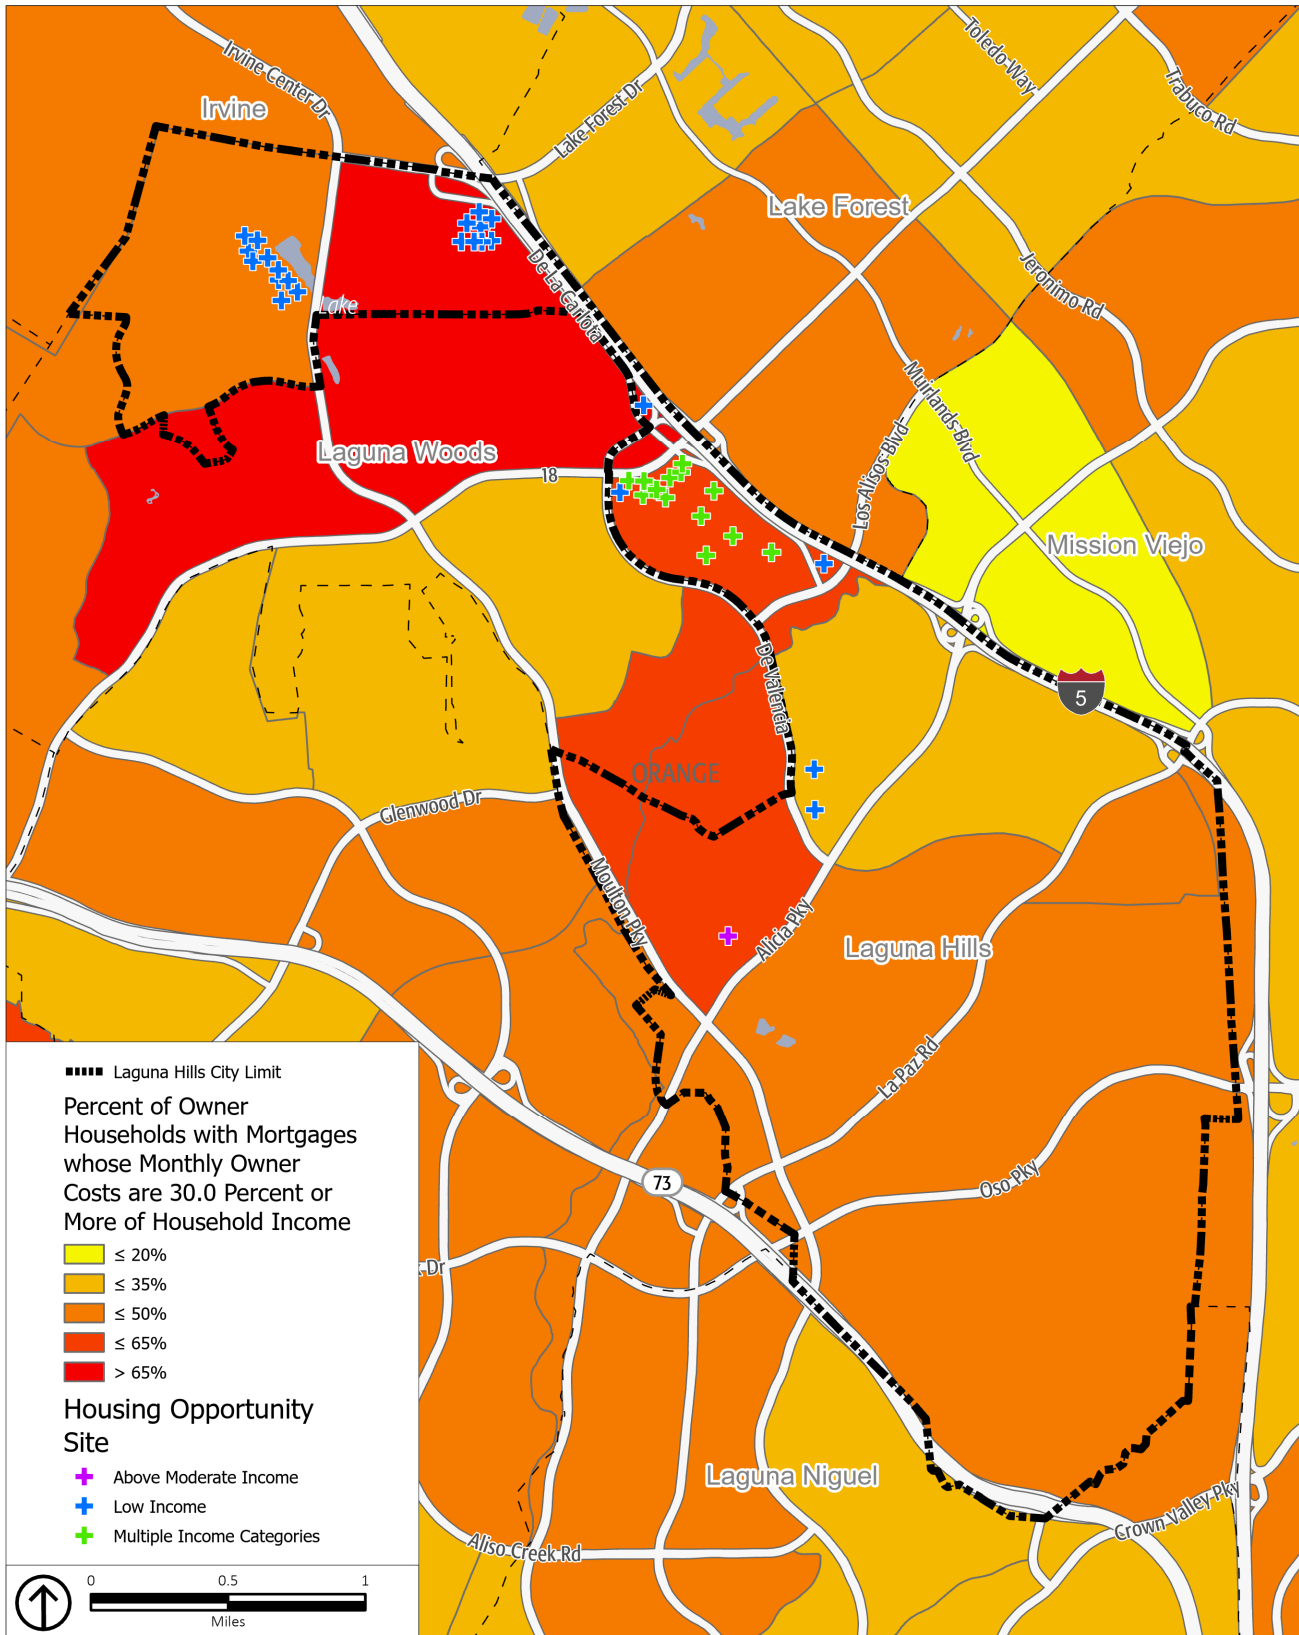 Irvine Center Dr
Irvine
Lake Forest Dr
Toledo Way
Trabuco Rd
Lake Forest
Jeronimo Rd
De La Carlota
Lake
Muirlands Blvd
Laguna Woods
18
Los Alisos Blvd
Mission Viejo
De Valencia
5
ORANGE
Glenwood Dr
Moulton Pky
Alicia Pky
Laguna Hills
La Paz Rd
Oso Pky
73
Dr
Laguna Niguel
Crown Valley Pky
Aliso Creek Rd
Laguna Hills City Limit
Percent of Owner
Households with Mortgages
whose Monthly Owner
Costs are 30.0 Percent or
More of Household Income
≤ 20%
≤ 35%
≤ 50%
≤ 65%
> 65%
Housing Opportunity
Site
Above Moderate Income
Low Income
Multiple Income Categories
0 0.5 1
Miles